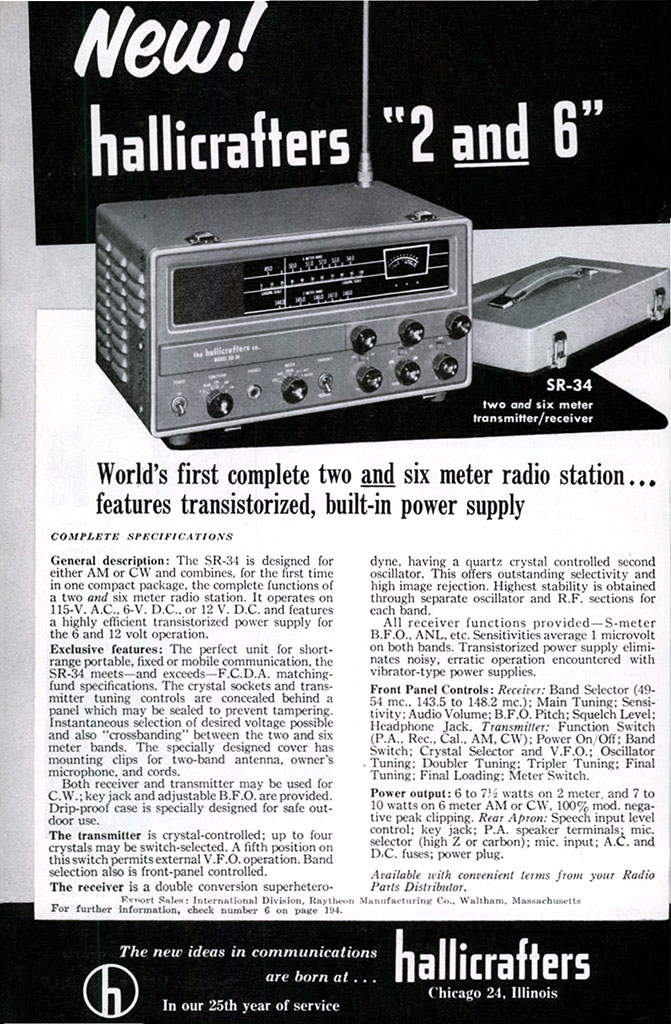 New!
hallicrafters "2 and 6"
the hallicrafters co.
MODEL SR-34
SR-34
two and six meter
transmitter/receiver
World's first complete two and six meter radio station...
features transistorized, built-in power supply
COMPLETE SPECIFICATIONS
General description: The SR-34 is designed for
either AM or CW and combines, for the first time
in one compact package, the complete functions of
a two and six meter radio station. It operates on
115-V. A.C., 6-V. D.C., or 12 V. D.C. and features
a highly efficient transistorized power supply for
the 6 and 12 volt operation.
Exclusive features: The perfect unit for short-
range portable, fixed or mobile communication, the
SR-34 meets—and exceeds—F.C.D.A. matching-
fund specifications. The crystal sockets and trans-
mitter tuning controls are concealed behind a
panel which may be sealed to prevent tampering.
Instantaneous selection of desired voltage possible
and also "crossbanding" between the two and six
meter bands. The specially designed cover has
mounting clips for two-band antenna, owner's
microphone, and cords.
Both receiver and transmitter may be used for
C.W.; key jack and adjustable B.F.O. are provided.
Drip-proof case is specially designed for safe out-
door use.
The transmitter is crystal-controlled; up to four
crystals may be switch-selected. A fifth position on
this switch permits external V.F.O. operation. Band
selection also is front-panel controlled.
The receiver is a double conversion superhetero-
dyne, having a quartz crystal controlled second
oscillator. This offers outstanding selectivity and
high image rejection. Highest stability is obtained
through separate oscillator and R.F. sections for
each band.
All receiver functions provided—S-meter
B.F.O., ANL, etc. Sensitivities average 1 microvolt
on both bands. Transistorized power supply elimi-
nates noisy, erratic operation encountered with
vibrator-type power supplies.
Front Panel Controls: Receiver: Band Selector (49-
54 mc., 143.5 to 148.2 mc.); Main Tuning; Sensi-
tivity; Audio Volume; B.F.O. Pitch; Squelch Level;
Headphone Jack. Transmitter: Function Switch
(P.A., Rec., Cal., AM, CW); Power On/Off; Band
Switch; Crystal Selector and V.F.O.; Oscillator
Tuning; Doubler Tuning; Tripler Tuning; Final
Tuning; Final Loading; Meter Switch.
Power output: 6 to 7½ watts on 2 meter, and 7 to
10 watts on 6 meter AM or CW, 100% mod. nega-
tive peak clipping. Rear Apron: Speech input level
control; key jack; P.A. speaker terminals; mic.
selector (high Z or carbon); mic. input; A.C. and
D.C. fuses; power plug.
Available with convenient terms from your Radio
Parts Distributor.
Export Sales: International Division, Raytheon Manufacturing Co., Waltham, Massachusetts
For further information, check number 6 on page 194.
The new ideas in communications
are born at . . .
hallicrafters
Chicago 24, Illinois
h
In our 25th year of service